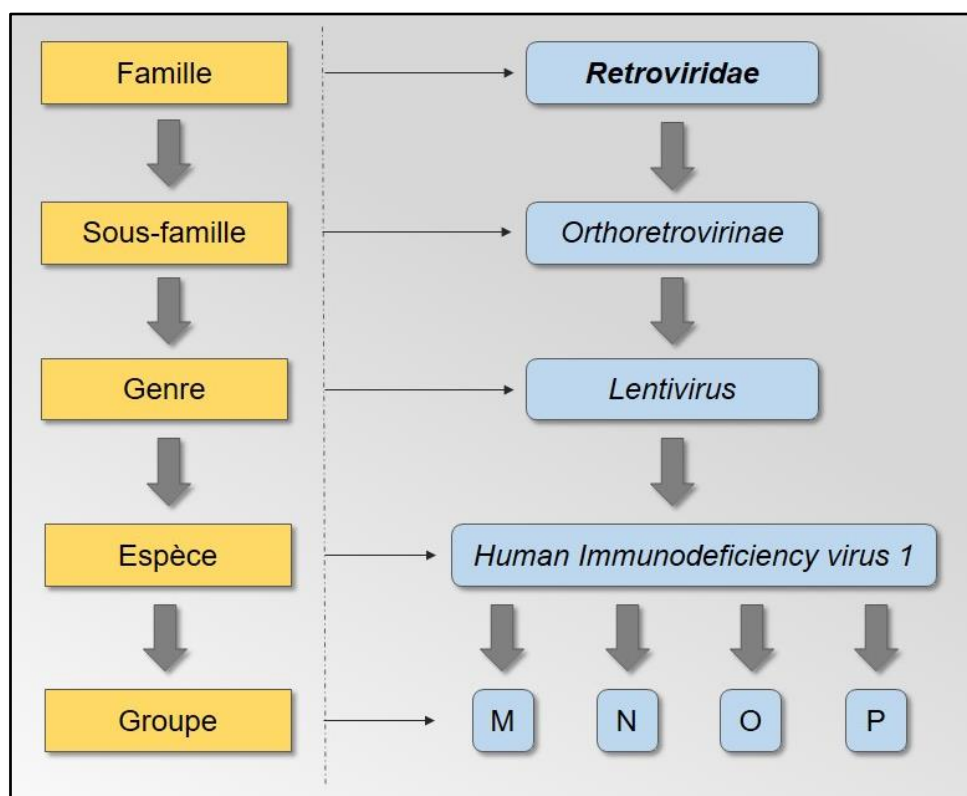 Famille
Retroviridae
Sous-famille
Orthoretrovirinae
Genre
Lentivirus
Espèce
Human Immunodeficiency virus 1
Groupe
M
N
O
P